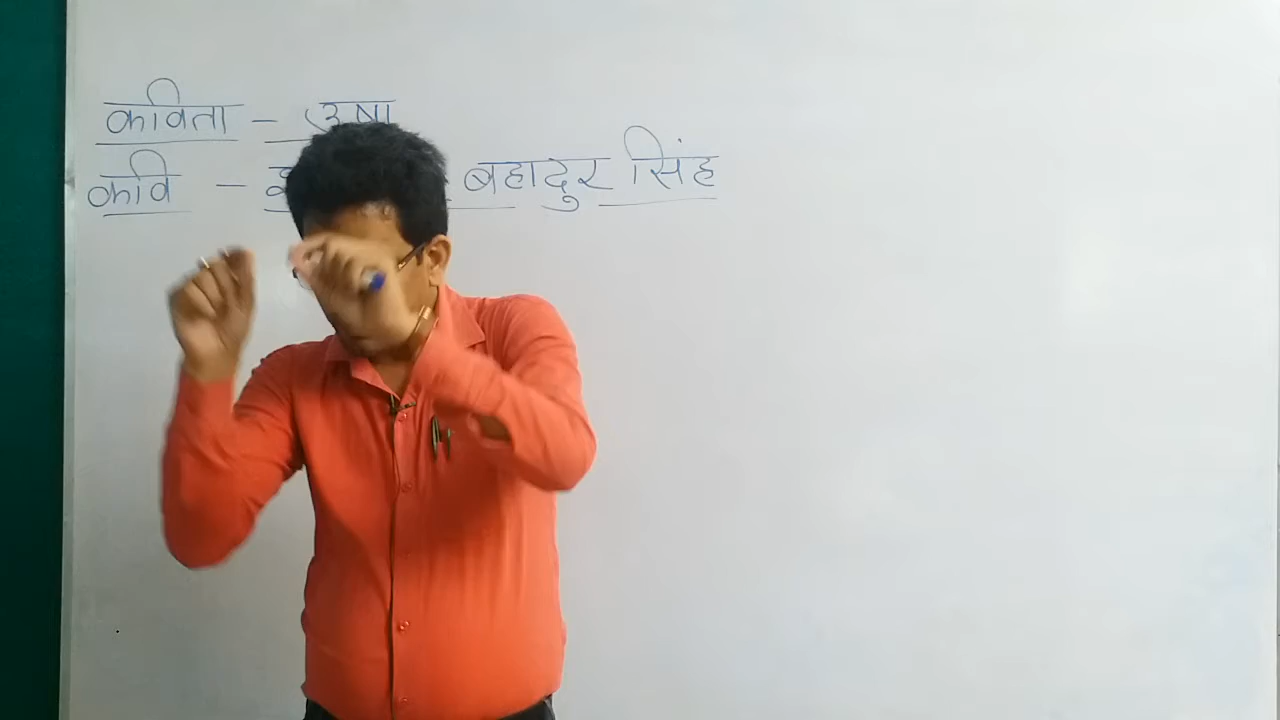 कविता - उषा
कवि - बहादुर सिंह